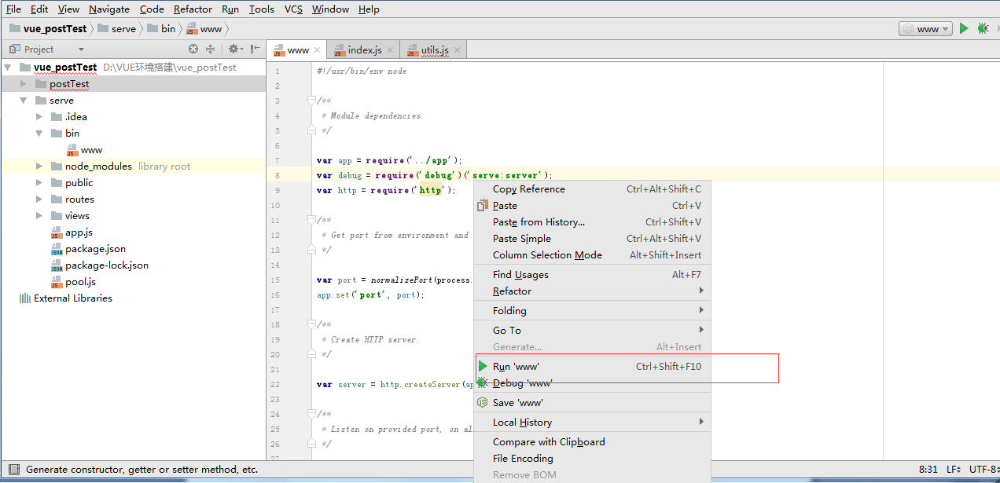 File Edit View Navigate Code Refactor Run Tools VCS Window Help
vue_postTest serve bin www www
Project www index.js utils.js
vue_postTest D:\VUE环境搭建\vue_postTest
postTest
serve
.idea
bin
www
node_modules library root
public
routes
views
app.js
package.json
package-lock.json
pool.js
External Libraries
1 #!/usr/bin/env node
2
3 /**
4 * Module dependencies.
5 */
6
7 var app = require('../app');
8 var debug = require('debug')('serve:server');
9 var http = require('http');
10
11 /**
12 * Get port from environment and
13 */
14
15 var port = normalizePort(process.
16 app.set('port', port);
17
18 /**
19 * Create HTTP server.
20 */
21
22 var server = http.createServer(ap
23
24 /**
25 * Listen on provided port, on al
26 */
27
Copy Reference Ctrl+Alt+Shift+C
Paste Ctrl+V
Paste from History... Ctrl+Shift+V
Paste Simple Ctrl+Alt+Shift+V
Column Selection Mode Alt+Shift+Insert
Find Usages Alt+F7
Refactor
Folding
Go To
Generate... Alt+Insert
Run 'www' Ctrl+Shift+F10
Debug 'www'
Save 'www'
Local History
Compare with Clipboard
File Encoding
Remove BOM
Generate constructor, getter or setter method, etc. 8:31 LF UTF-8